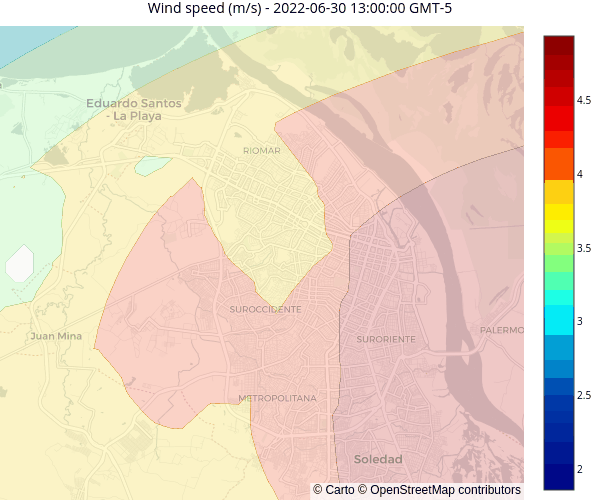 Wind speed (m/s) - 2022-06-30 13:00:00 GMT-5
Eduardo Santos
- La Playa
RIOMAR
4.5
4
3.5
SUROCCIDENTE
3
Juan Mina
SURORIENTE
PALERMO
2.5
METROPOLITANA
Soledad
2
© Carto © OpenStreetMap contributors